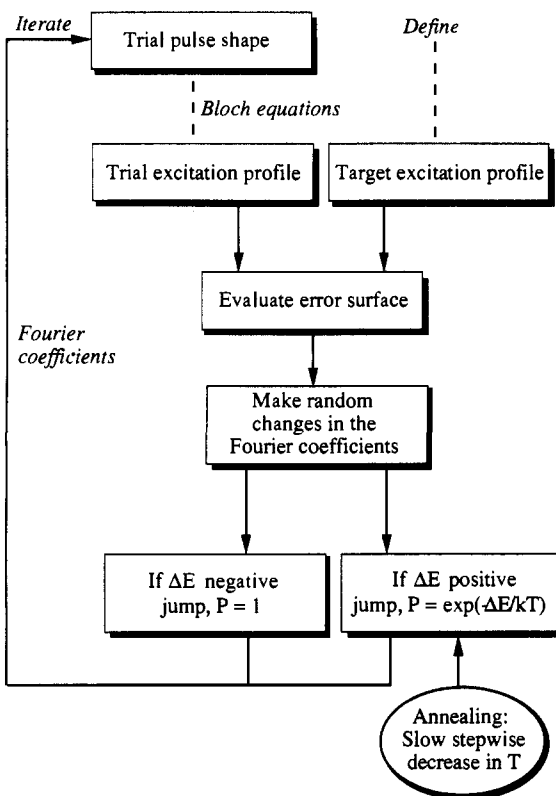 Iterate
Trial pulse shape
Define
Bloch equations
Trial excitation profile
Target excitation profile
Evaluate error surface
Fourier
coefficients
Make random
changes in the
Fourier coefficients
If ΔE negative
jump, P = 1
If ΔE positive
jump, P = exp(-ΔE/kT)
Annealing:
Slow stepwise
decrease in T